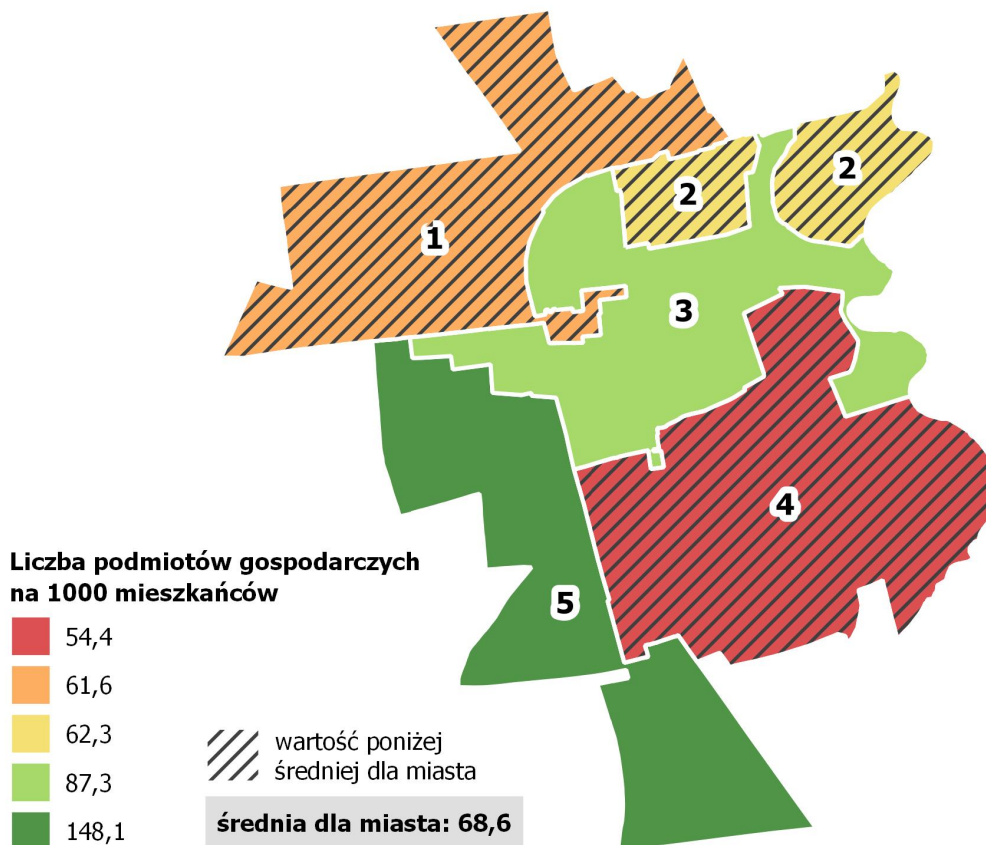 2
2
1
3
4
5
Liczba podmiotów gospodarczych
na 1000 mieszkańców
54,4
61,6
62,3
87,3
148,1
wartość poniżej
średniej dla miasta
średnia dla miasta: 68,6